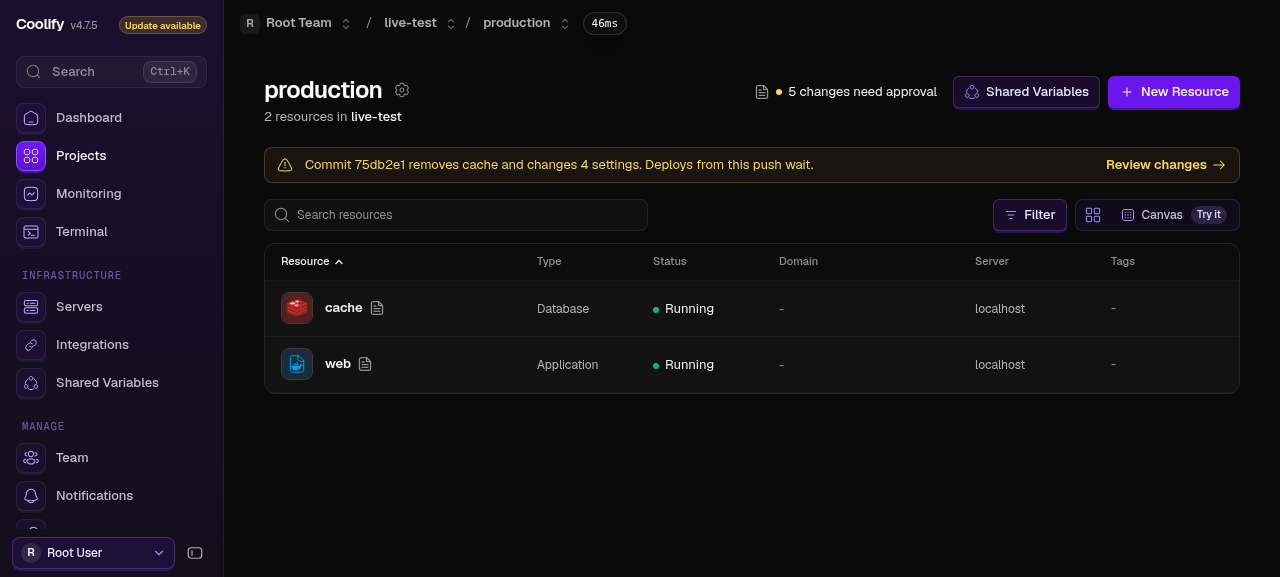 Coolify v4.7.5 Update available
R Root Team / live-test / production 46ms
Search Ctrl+K
Dashboard
Projects
Monitoring
Terminal
INFRASTRUCTURE
Servers
Integrations
Shared Variables
MANAGE
Team
Notifications
R Root User
production
5 changes need approval Shared Variables + New Resource
2 resources in live-test
Commit 75db2e1 removes cache and changes 4 settings. Deploys from this push wait. Review changes →
Search resources Filter Canvas Try it
Resource Type Status Domain Server Tags
cache Database Running - localhost -
web Application Running - localhost -